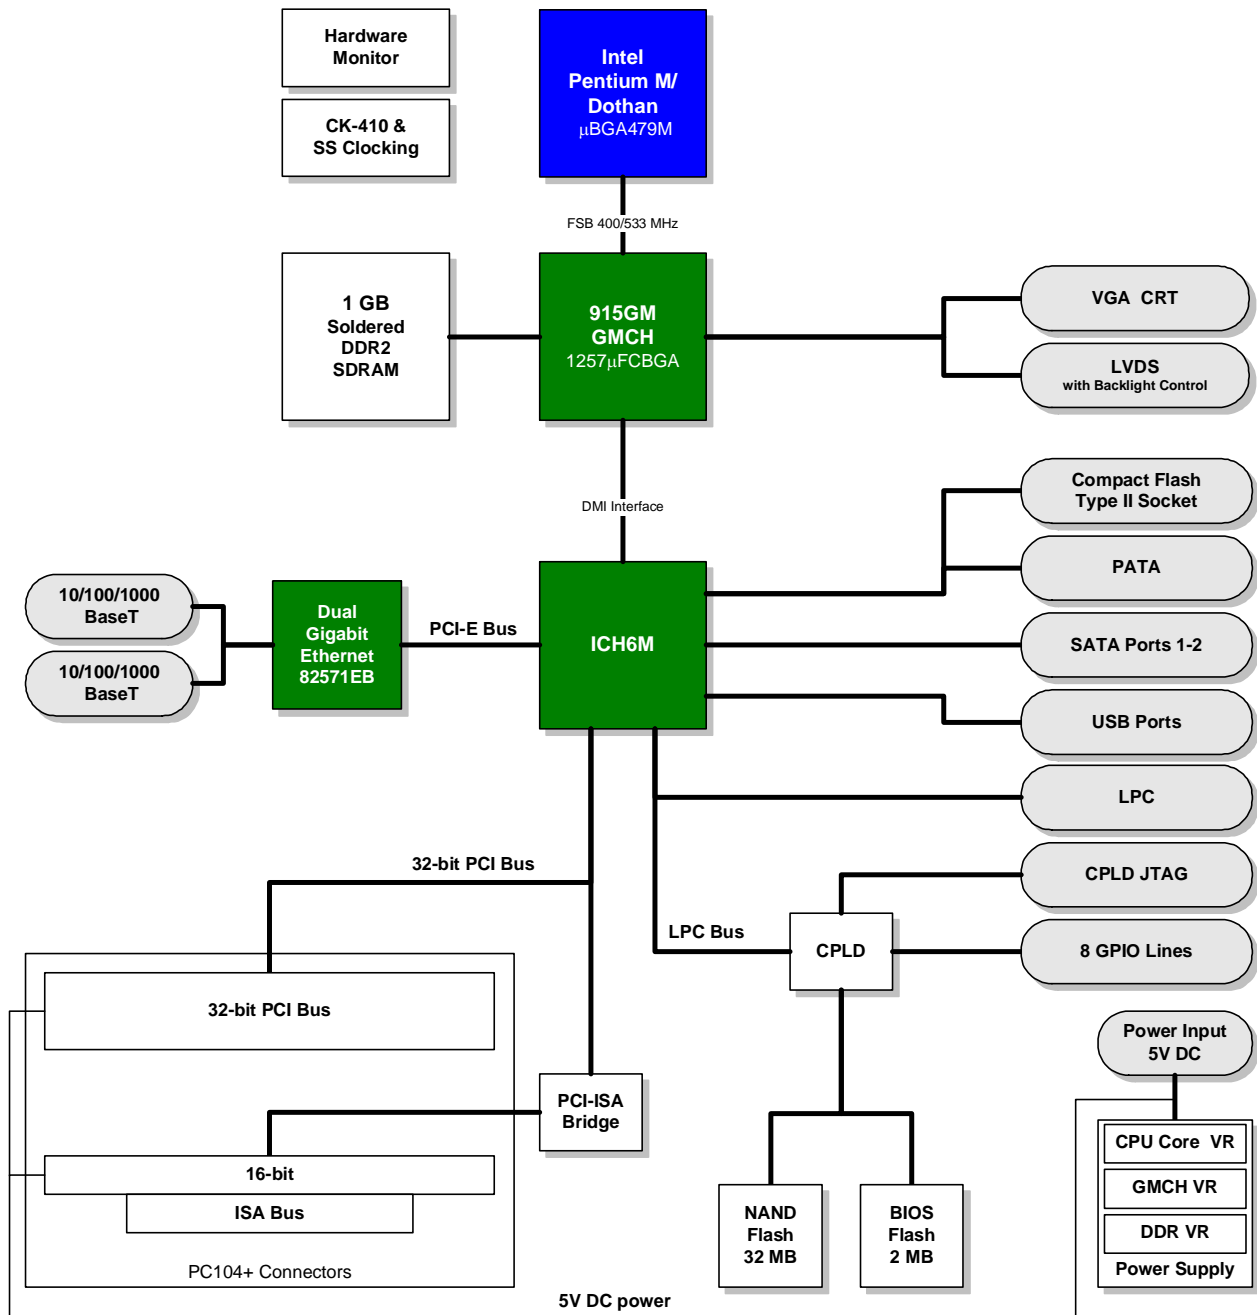 Hardware
Monitor
CK-410 &
SS Clocking
Intel
Pentium M/
Dothan
µBGA479M
FSB 400/533 MHz
1 GB
Soldered
DDR2
SDRAM
915GM
GMCH
1257µFCBGA
VGA CRT
LVDS
with Backlight Control
DMI Interface
Compact Flash
Type II Socket
PATA
SATA Ports 1-2
USB Ports
LPC
CPLD JTAG
8 GPIO Lines
10/100/1000
BaseT
10/100/1000
BaseT
Dual
Gigabit
Ethernet
82571EB
PCI-E Bus
ICH6M
32-bit PCI Bus
LPC Bus
CPLD
32-bit PCI Bus
PCI-ISA
Bridge
16-bit
ISA Bus
PC104+ Connectors
NAND
Flash
32 MB
BIOS
Flash
2 MB
Power Input
5V DC
CPU Core VR
GMCH VR
DDR VR
Power Supply
5V DC power